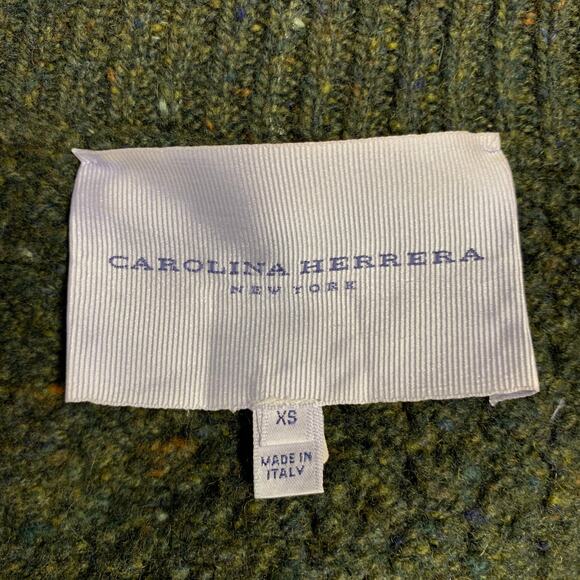 CAROLINA HERRERA
NEW YORK
XS
MADE IN
ITALY